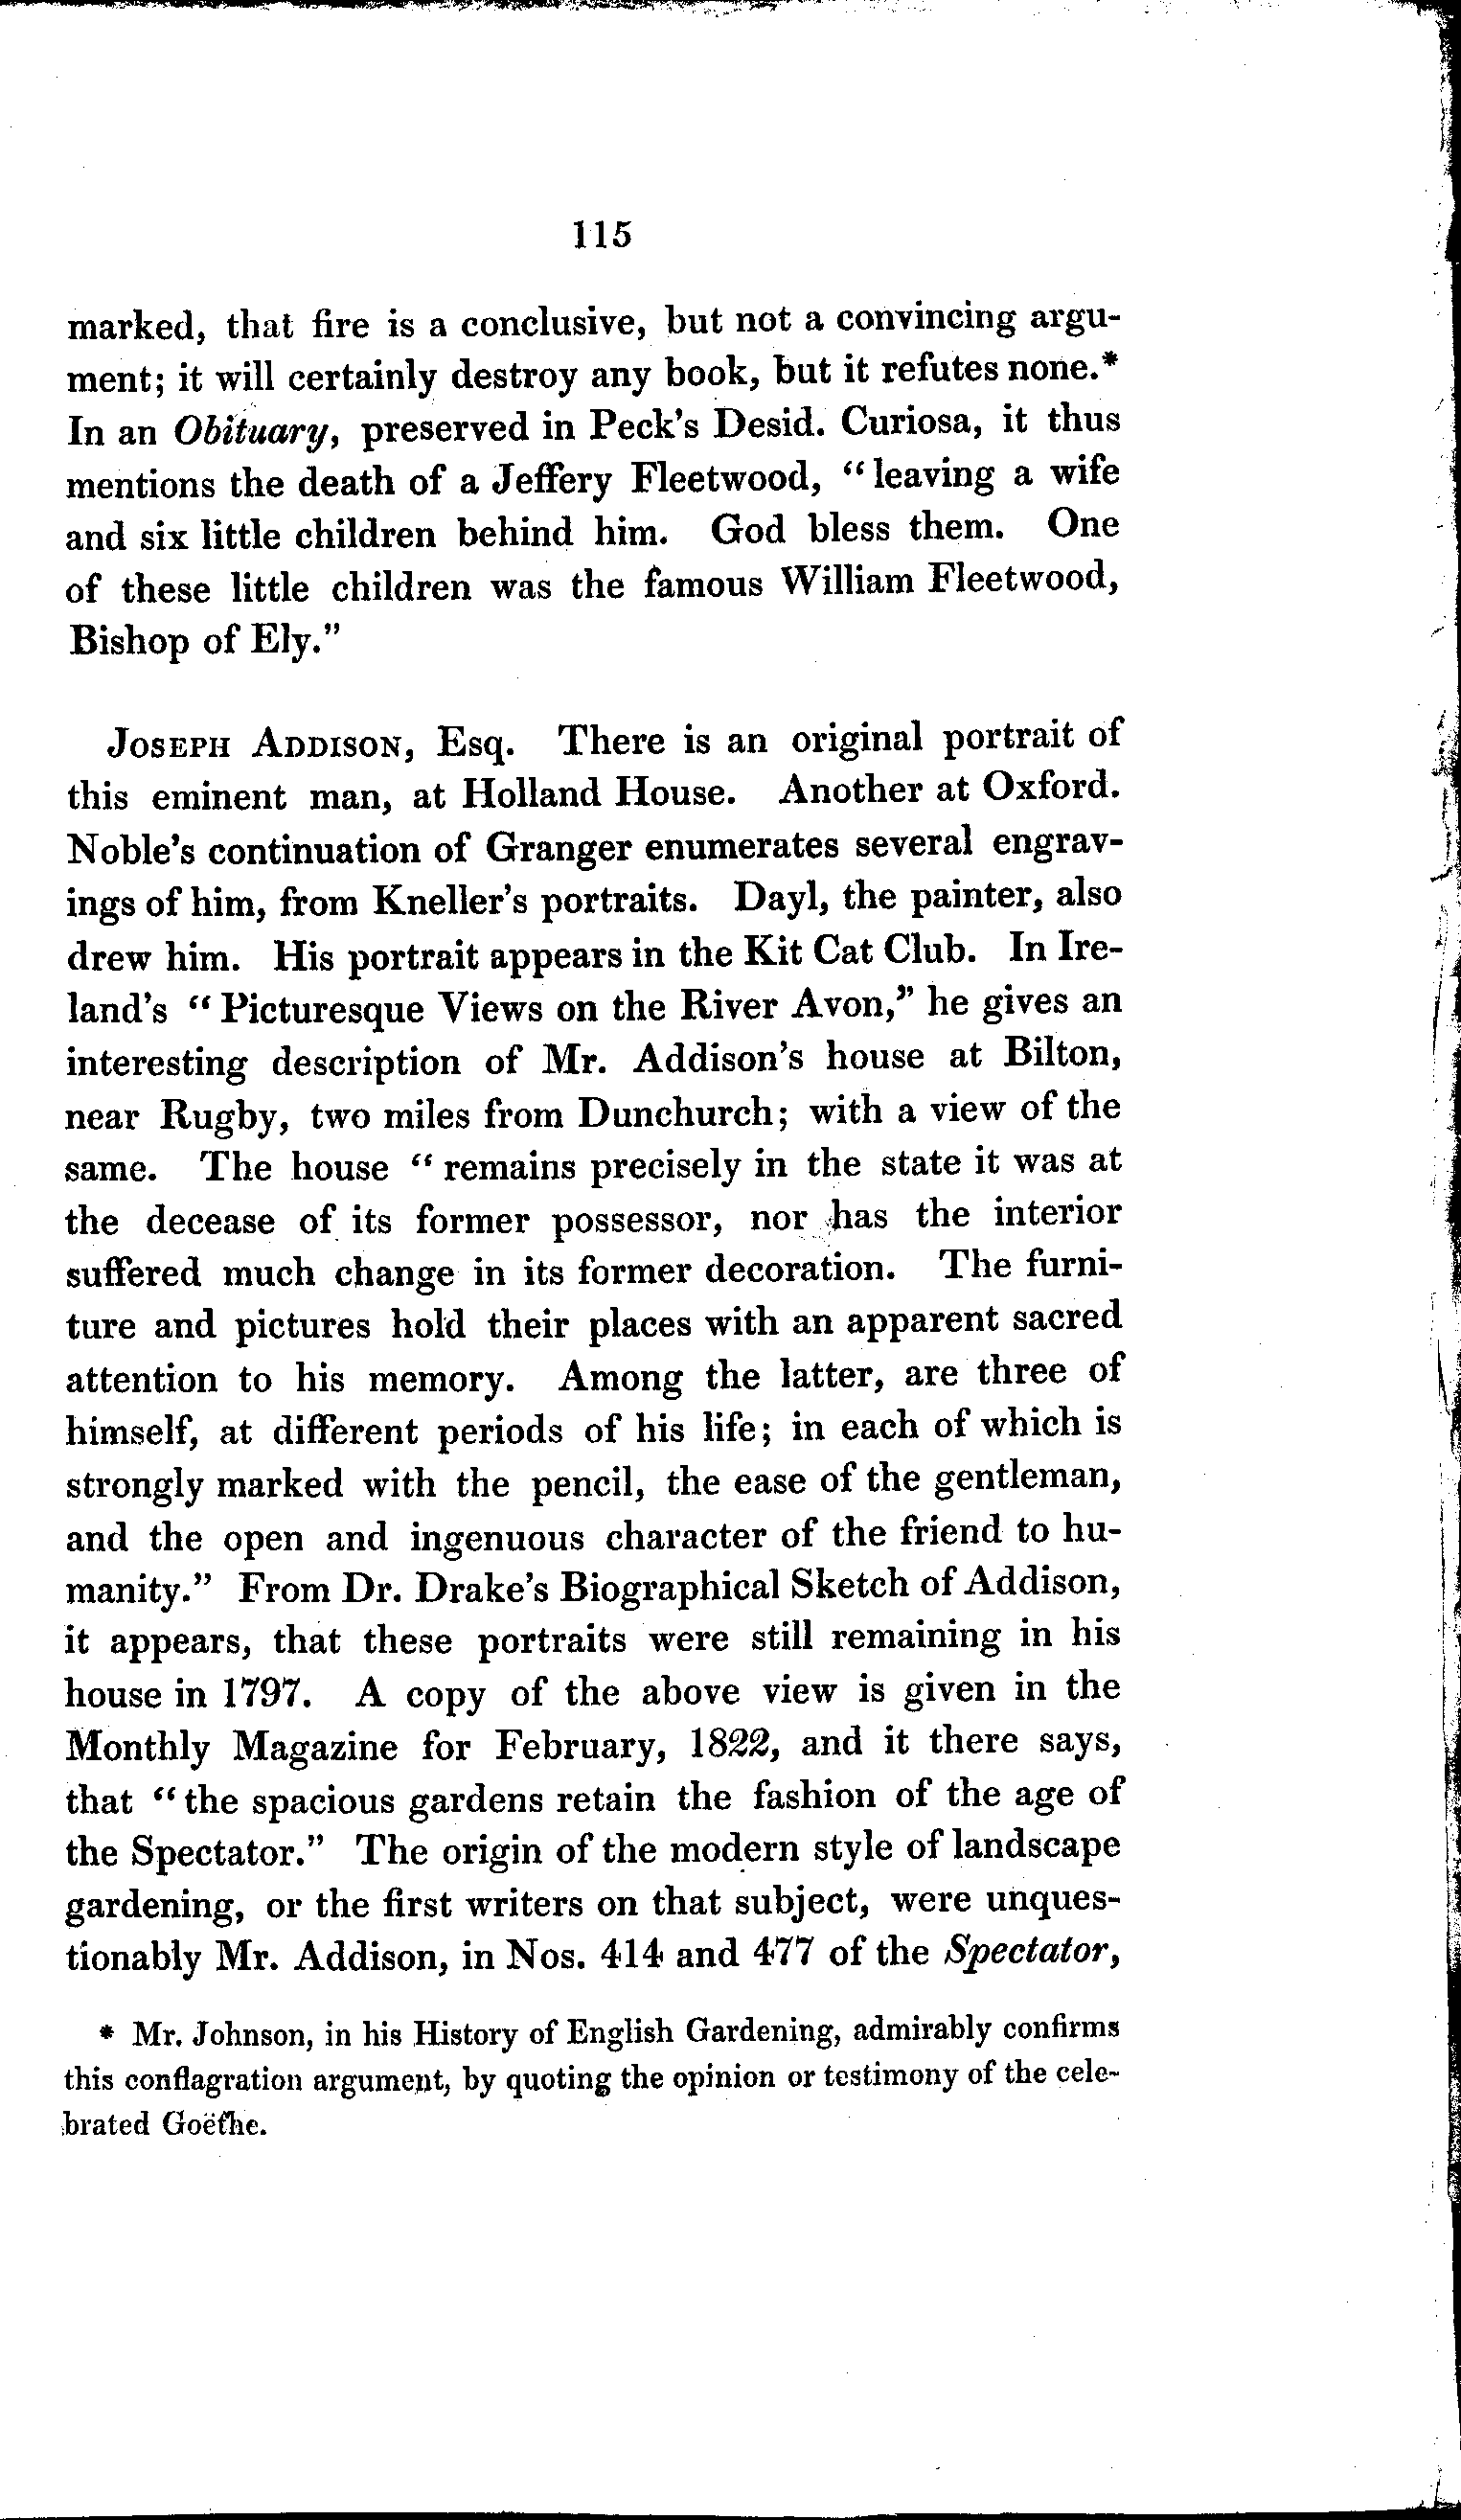 115
marked, that fire is a conclusive, but not a convincing argu-
ment; it will certainly destroy any book, but it refutes none.*
In an Obituary, preserved in Peck's Desid. Curiosa, it thus
mentions the death of a Jeffery Fleetwood, "leaving a wife
and six little children behind him. God bless them. One
of these little children was the famous William Fleetwood,
Bishop of Ely."
JOSEPH ADDISON, Esq. There is an original portrait of
this eminent man, at Holland House. Another at Oxford.
Noble's continuation of Granger enumerates several engrav-
ings of him, from Kneller's portraits. Dayl, the painter, also
drew him. His portrait appears in the Kit Cat Club. In Ire-
land's "Picturesque Views on the River Avon," he gives an
interesting description of Mr. Addison's house at Bilton,
near Rugby, two miles from Dunchurch; with a view of the
same. The house "remains precisely in the state it was at
the decease of its former possessor, nor has the interior
suffered much change in its former decoration. The furni-
ture and pictures hold their places with an apparent sacred
attention to his memory. Among the latter, are three of
himself, at different periods of his life; in each of which is
strongly marked with the pencil, the ease of the gentleman,
and the open and ingenuous character of the friend to hu-
manity." From Dr. Drake's Biographical Sketch of Addison,
it appears, that these portraits were still remaining in his
house in 1797. A copy of the above view is given in the
Monthly Magazine for February, 1822, and it there says,
that "the spacious gardens retain the fashion of the age of
the Spectator." The origin of the modern style of landscape
gardening, or the first writers on that subject, were unques-
tionably Mr. Addison, in Nos. 414 and 477 of the Spectator,
* Mr. Johnson, in his History of English Gardening, admirably confirms
this conflagration argument, by quoting the opinion or testimony of the cele-
brated Goëthe.